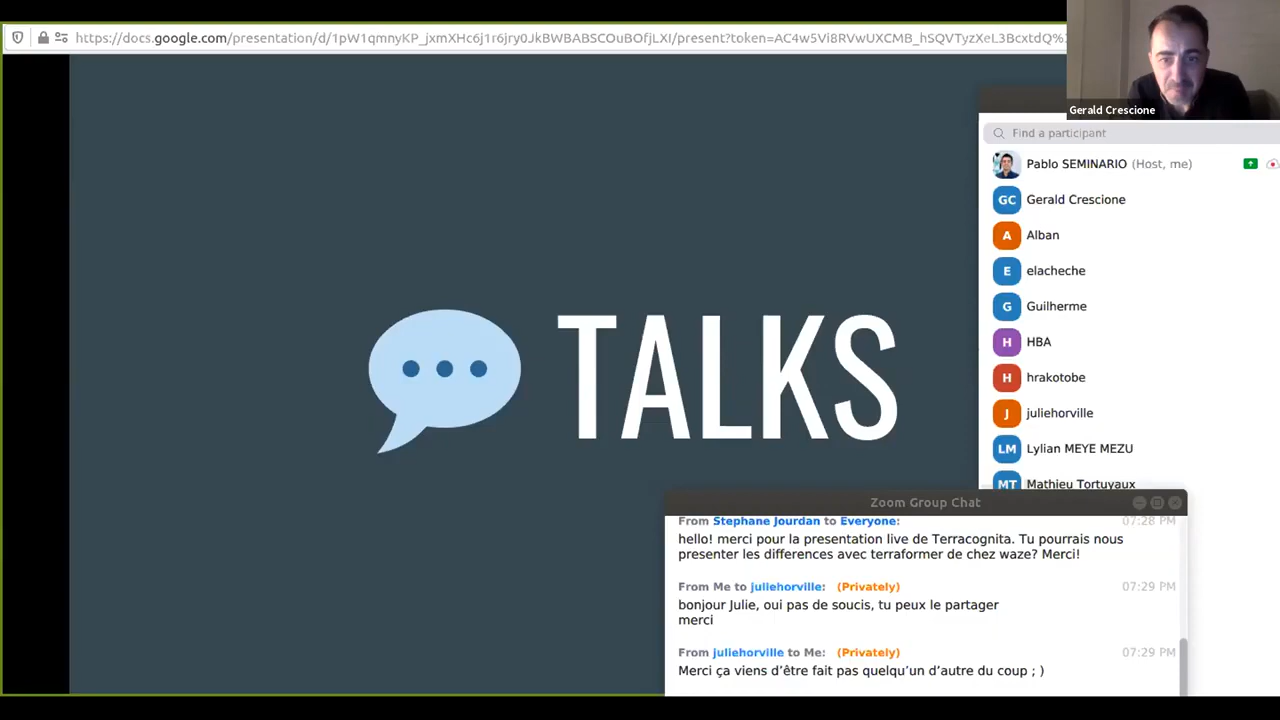 https://docs.google.com/presentation/d/1pW1qmnyKP_jxmXHc6j1r6jry0JkBWBABSCOuBOfjLXI/present?token=AC4w5Vi8RVwUXCMB_hSQVTyzXeL3BcxtdQ%
Gerald Crescione
Find a participant
Pablo SEMINARIO (Host, me)
GC Gerald Crescione
A Alban
E elacheche
G Guilherme
H HBA
H hrakotobe
J juliehorville
LM Lylian MEYE MEZU
MT Mathieu Tortuyaux
TALKS
Zoom Group Chat
From Stephane Jourdan to Everyone: 07:28 PM
hello! merci pour la presentation live de Terracognita. Tu pourrais nous
presenter les differences avec terraformer de chez waze? Merci!
From Me to juliehorville: (Privately) 07:29 PM
bonjour Julie, oui pas de soucis, tu peux le partager
merci
From juliehorville to Me: (Privately) 07:29 PM
Merci ça viens d’être fait pas quelqu’un d’autre du coup ; )